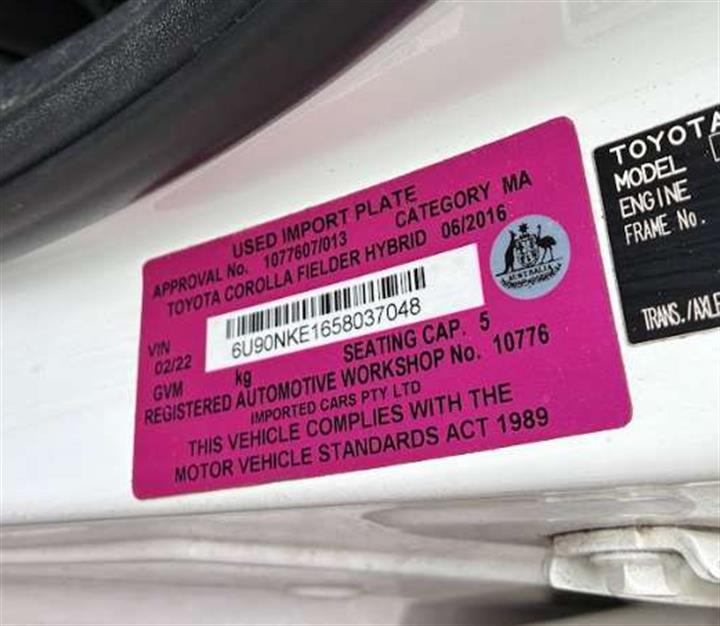 USED IMPORT PLATE
APPROVAL No. 1077607/013 CATEGORY MA
TOYOTA COROLLA FIELDER HYBRID 06/2016
AUSTRALIA
VIN 6U90NKE1658037048
02/22
GVM kg SEATING CAP. 5
REGISTERED AUTOMOTIVE WORKSHOP No. 10776
IMPORTED CARS PTY LTD
THIS VEHICLE COMPLIES WITH THE
MOTOR VEHICLE STANDARDS ACT 1989
TOYOTA
MODEL
ENGINE
FRAME No.